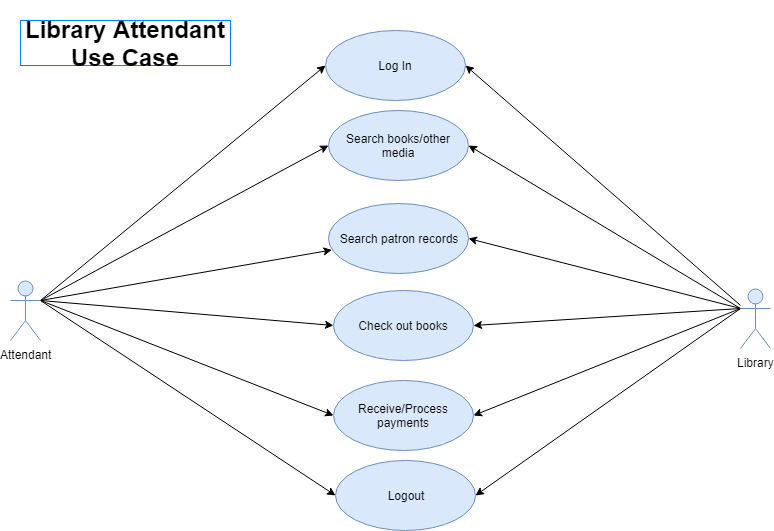 Library Attendant
Use Case
Log In
Search books/other
media
Search patron records
Attendant
Check out books
Library
Receive/Process
payments
Logout